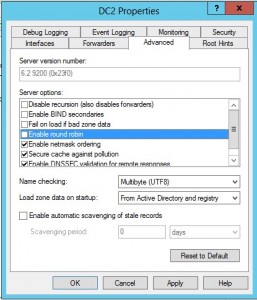 DC2 Properties
?
x
Debug Logging
Event Logging
Monitoring
Security
Interfaces
Forwarders
Advanced
Root Hints
Server version number:
6.2 9200 (0x23f0)
Server options:
Disable recursion (also disables forwarders)
Enable BIND secondaries
Fail on load if bad zone data
Enable round robin
Enable netmask ordering
Secure cache against pollution
Enable DNSSEC validation for remote responses
Name checking:
Multibyte (UTF8)
Load zone data on startup:
From Active Directory and registry
Enable automatic scavenging of stale records
Scavenging period:
0
days
Reset to Default
OK
Cancel
Apply
Help